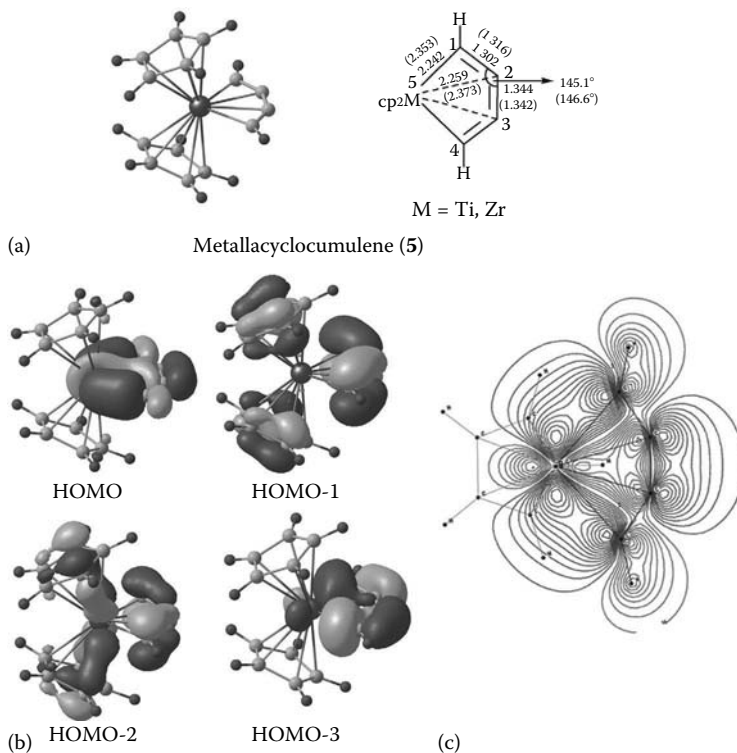 H
1
(2.353)
2.242
(1.316)
1.302
5
2
2.259
(2.373)
1.344
(1.342)
145.1°
(146.6°)
cp2M
3
4
H
M = Ti, Zr
(a)
Metallacyclocumulene (5)
HOMO
HOMO-1
HOMO-2
HOMO-3
(b)
(c)